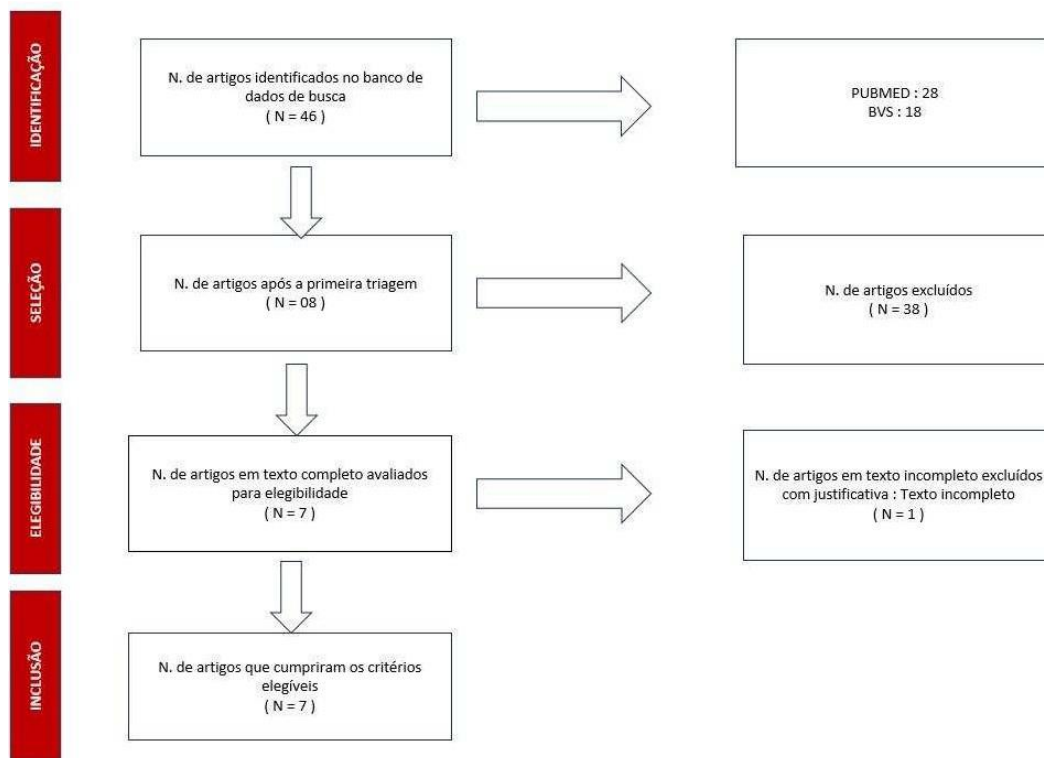 IDENTIFICAÇÃO
N. de artigos identificados no banco de
dados de busca
( N = 46 )
PUBMED : 28
BVS : 18
SELEÇÃO
N. de artigos após a primeira triagem
( N = 08 )
N. de artigos excluídos
( N = 38 )
ELEGIBILIDADE
N. de artigos em texto completo avaliados
para elegibilidade
( N = 7 )
N. de artigos em texto incompleto excluídos
com justificativa : Texto incompleto
( N = 1 )
INCLUSÃO
N. de artigos que cumpriram os critérios
elegíveis
( N = 7 )